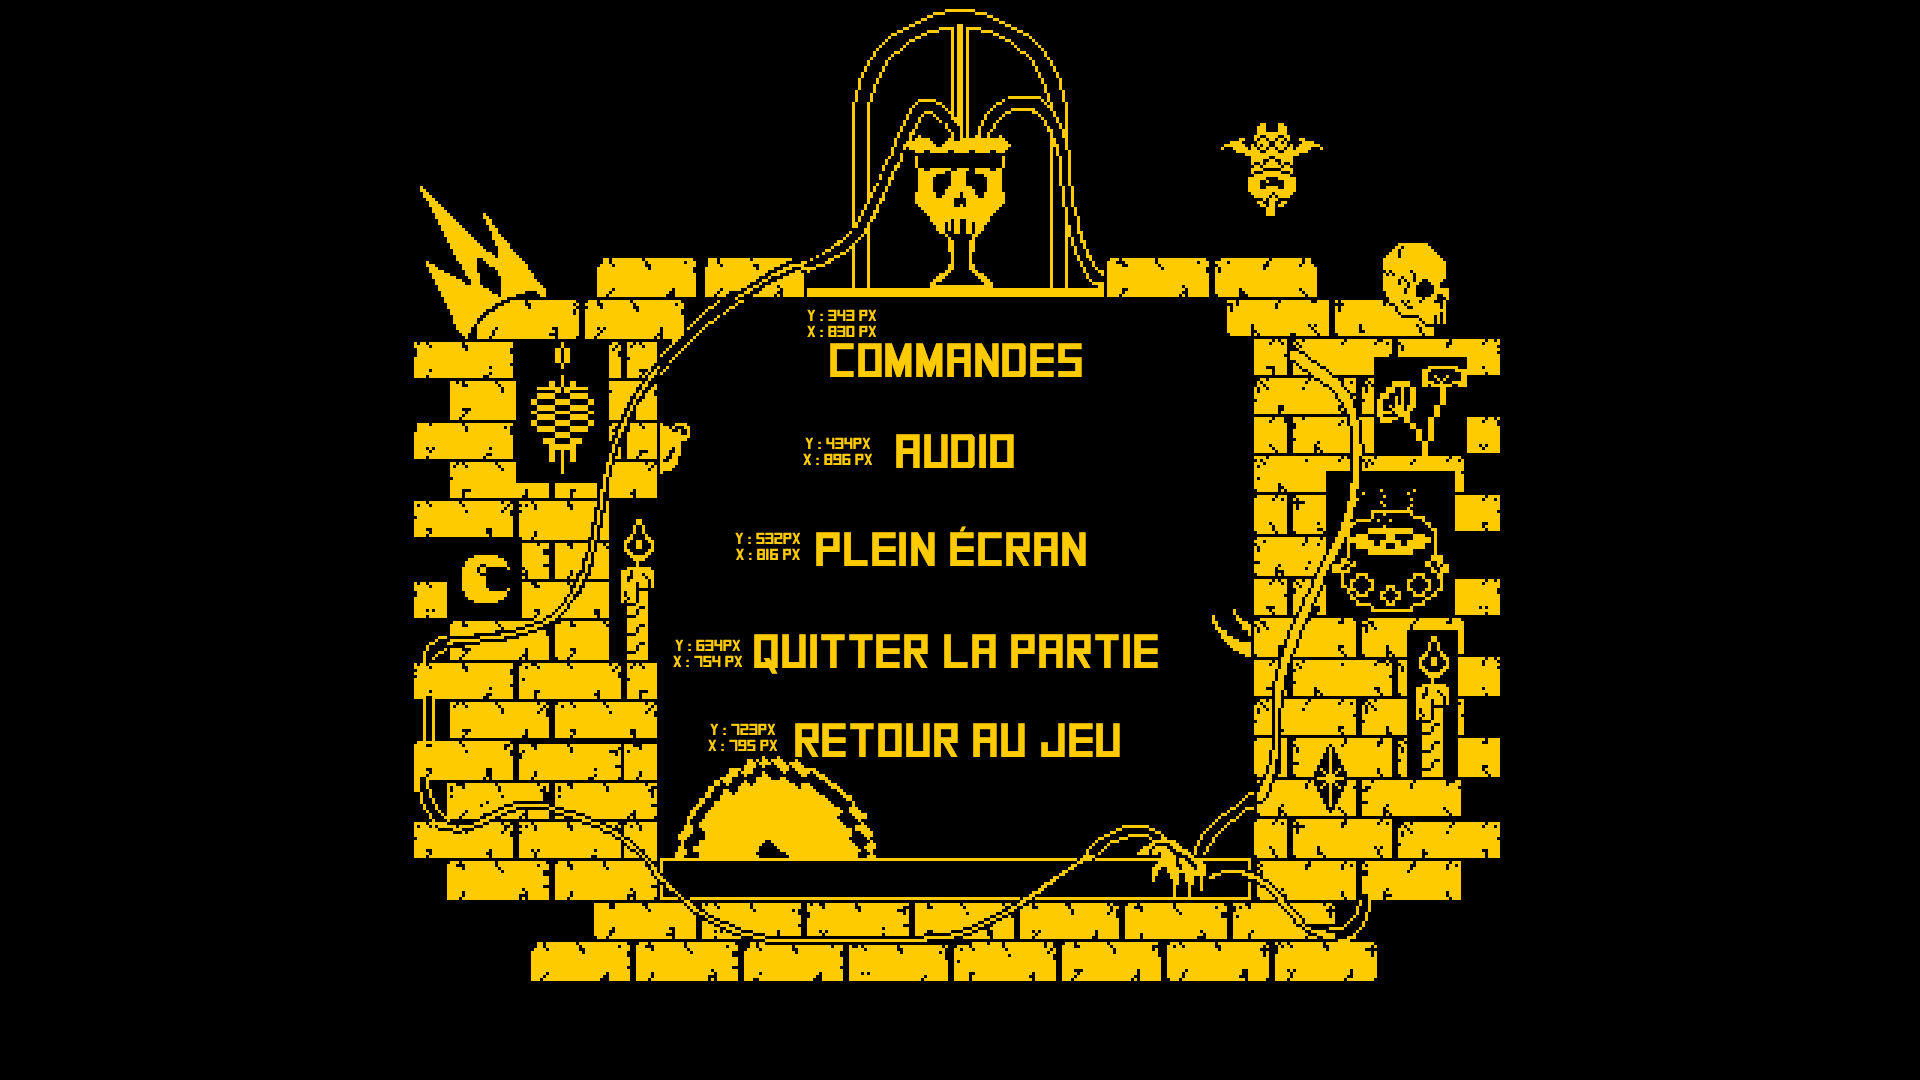 Y : 343 PX
X : 830 PX
COMMANDES
Y : 434PX
X : 896 PX
AUDIO
Y : 532PX
X : 816 PX
PLEIN ÉCRAN
Y : 634PX
X : 754 PX
QUITTER LA PARTIE
Y : 723PX
X : 795 PX
RETOUR AU JEU